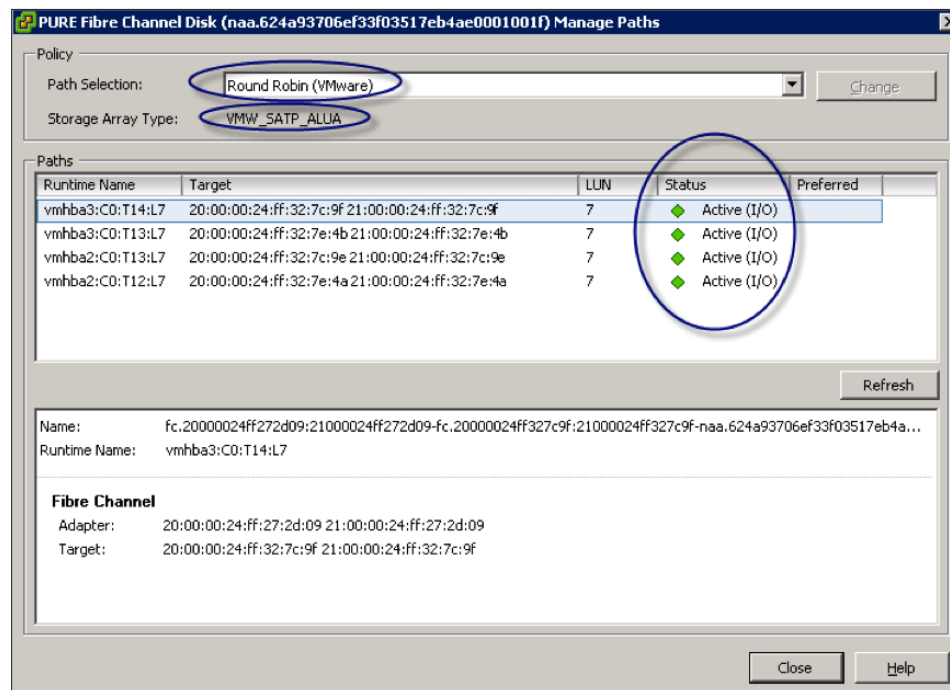 PURE Fibre Channel Disk (naa.624a93706ef33f03517eb4ae0001001f) Manage Paths
Policy
Path Selection: Round Robin (VMware) Change
Storage Array Type: VMW_SATP_ALUA
Paths
Runtime Name Target LUN Status Preferred
vmhba3:C0:T14:L7 20:00:00:24:ff:32:7c:9f 21:00:00:24:ff:32:7c:9f 7 Active (I/O)
vmhba3:C0:T13:L7 20:00:00:24:ff:32:7e:4b 21:00:00:24:ff:32:7e:4b 7 Active (I/O)
vmhba2:C0:T13:L7 20:00:00:24:ff:32:7c:9e 21:00:00:24:ff:32:7c:9e 7 Active (I/O)
vmhba2:C0:T12:L7 20:00:00:24:ff:32:7e:4a 21:00:00:24:ff:32:7e:4a 7 Active (I/O)
Refresh
Name: fc.20000024ff272d09:21000024ff272d09-fc.20000024ff327c9f:21000024ff327c9f-naa.624a93706ef33f03517eb4a...
Runtime Name: vmhba3:C0:T14:L7
Fibre Channel
Adapter: 20:00:00:24:ff:27:2d:09 21:00:00:24:ff:27:2d:09
Target: 20:00:00:24:ff:32:7c:9f 21:00:00:24:ff:32:7c:9f
Close Help